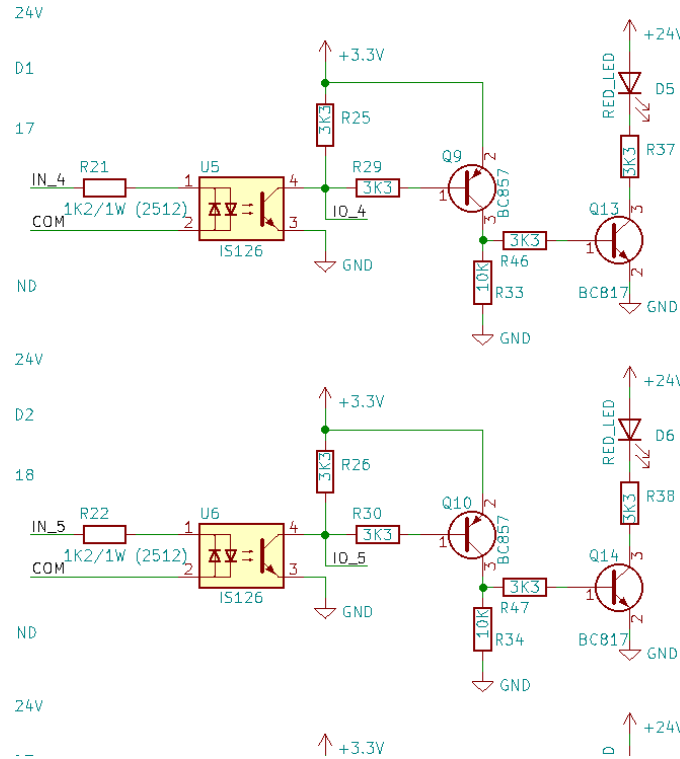 24V
+24V
+3.3V
D1
RED_LED
D5
17
3K3
R25
3K3
R37
Q9
2
R21
U5
R29
BC857
IN_4
1
4
3K3
1
3
Q13
3
1K2/1W (2512)
IO_4
COM
2
3
3K3
1
IS126
R46
2
GND
10K
R33
BC817
ND
GND
GND
24V
+24V
+3.3V
D2
RED_LED
D6
18
3K3
R26
3K3
R38
Q10
2
R22
U6
R30
BC857
IN_5
1
4
3K3
1
3
Q14
3
1K2/1W (2512)
IO_5
COM
2
3
3K3
1
IS126
R47
2
GND
10K
R34
BC817
ND
GND
GND
24V
+24V
+3.3V
D